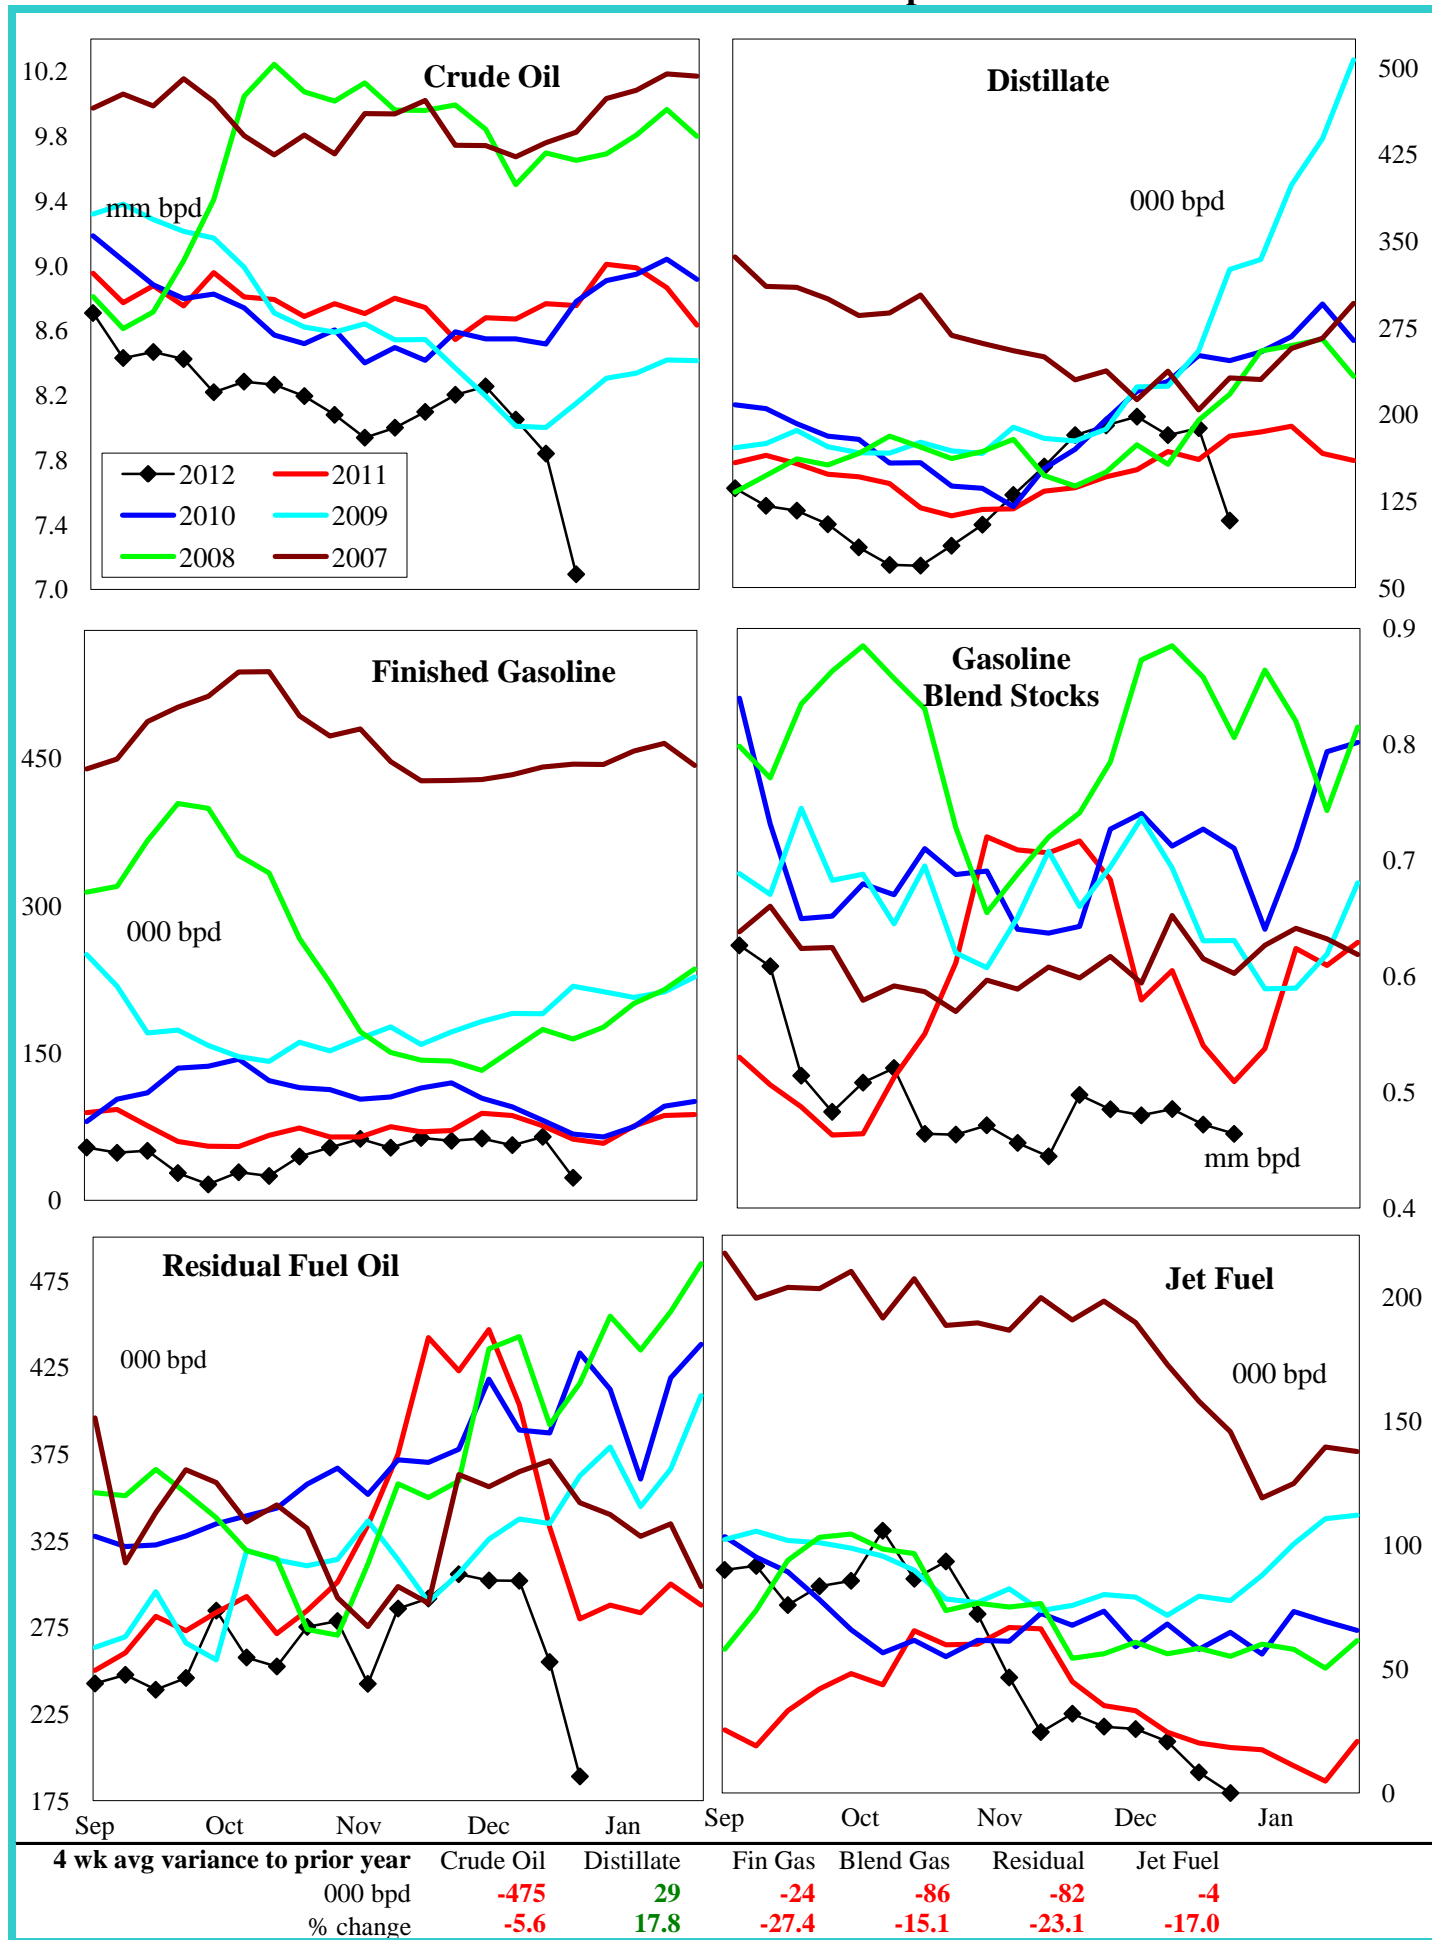 Crude Oil
mm bpd
10.2
9.8
9.4
9.0
8.6
8.2
7.8
7.4
7.0
2012 2011
2010 2009
2008 2007
Distillate
000 bpd
500
425
350
275
200
125
50
Finished Gasoline
000 bpd
450
300
150
0
Gasoline
Blend Stocks
mm bpd
0.9
0.8
0.7
0.6
0.5
0.4
Residual Fuel Oil
000 bpd
475
425
375
325
275
225
175
Sep Oct Nov Dec Jan
Jet Fuel
000 bpd
200
150
100
50
0
Sep Oct Nov Dec Jan
4 wk avg variance to prior year Crude Oil Distillate Fin Gas Blend Gas Residual Jet Fuel
000 bpd -475 29 -24 -86 -82 -4
% change -5.6 17.8 -27.4 -15.1 -23.1 -17.0